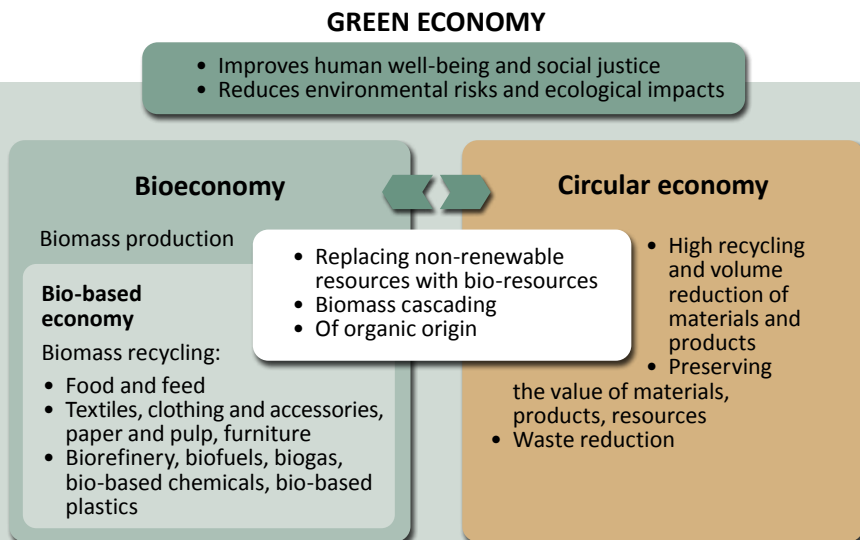 GREEN ECONOMY
• Improves human well-being and social justice
• Reduces environmental risks and ecological impacts
Bioeconomy
Biomass production
Bio-based
economy
Biomass recycling:
• Food and feed
• Textiles, clothing and accessories,
paper and pulp, furniture
• Biorefinery, biofuels, biogas,
bio-based chemicals, bio-based
plastics
• Replacing non-renewable
resources with bio-resources
• Biomass cascading
• Of organic origin
Circular economy
• High recycling
and volume
reduction of
materials and
products
• Preserving
the value of materials,
products, resources
• Waste reduction